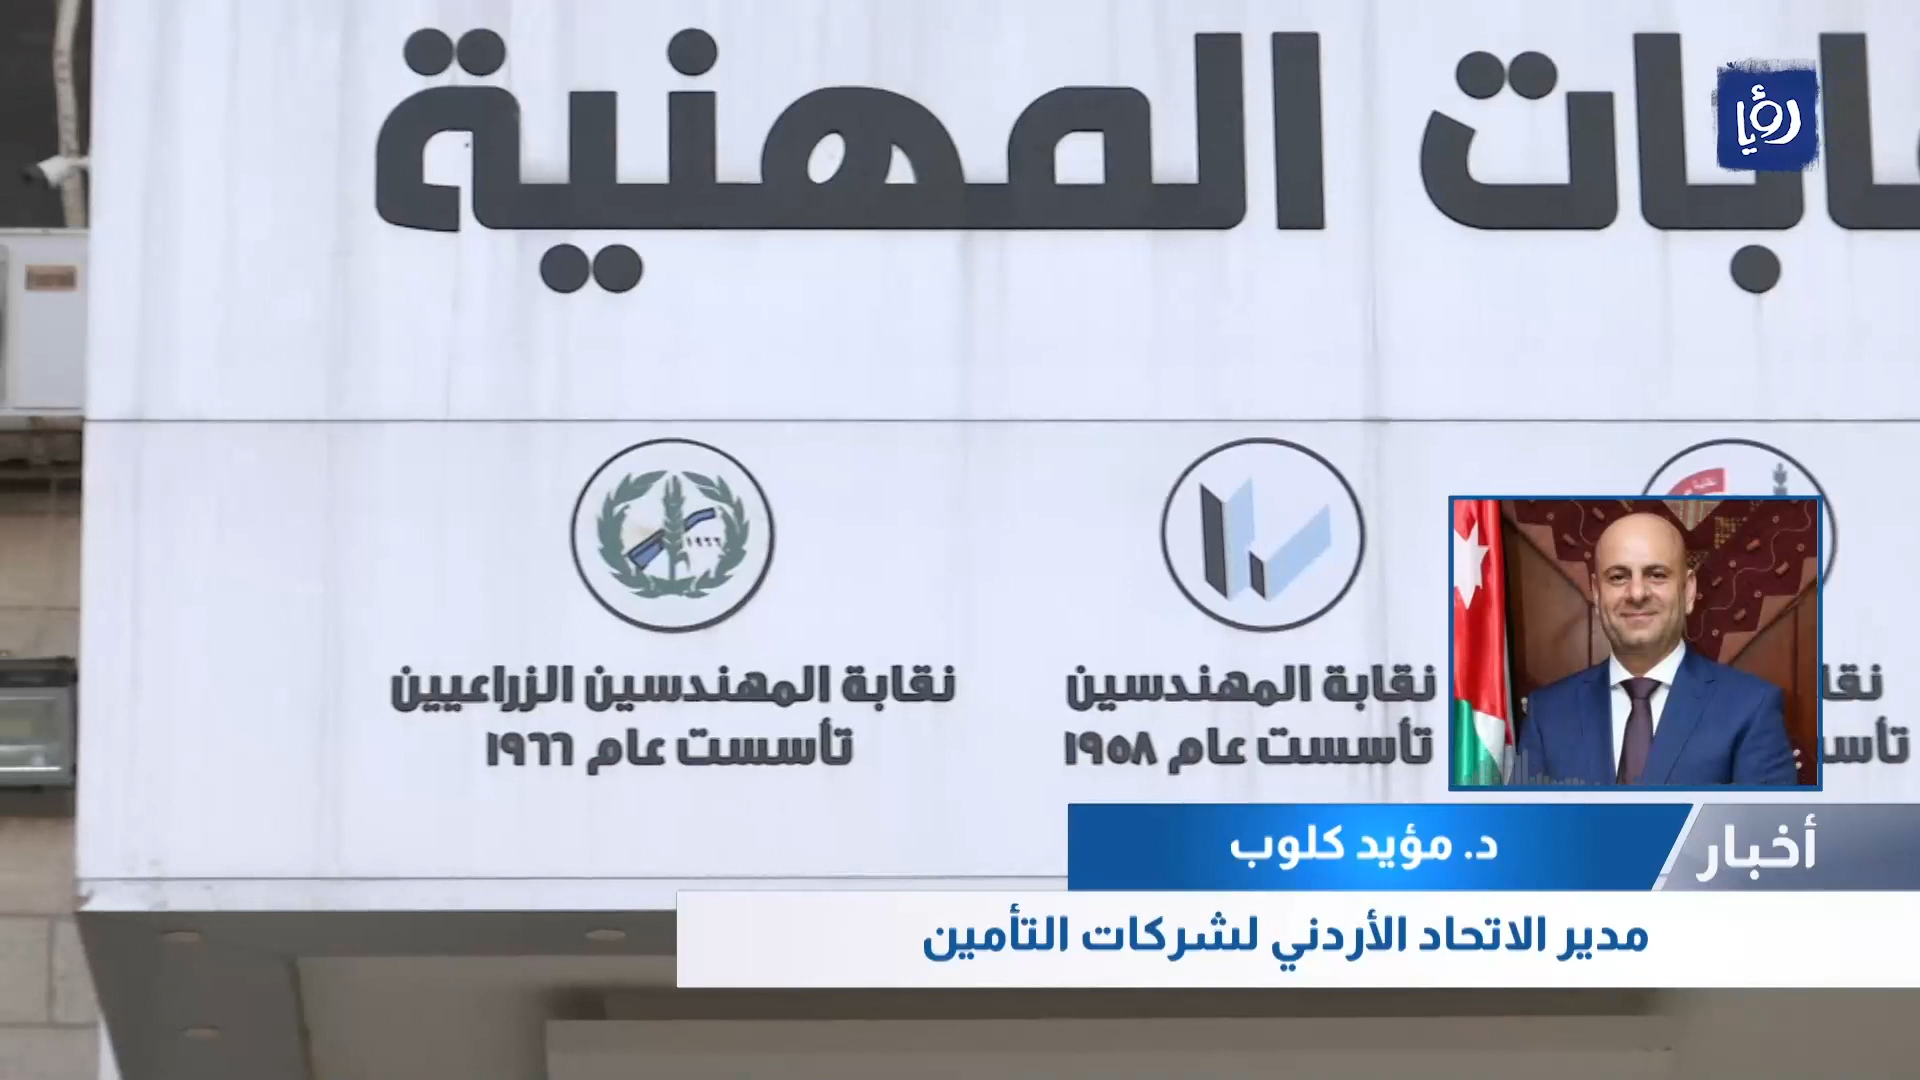 المهنية
رؤيا
١٩٦٦
نقابة المهندسين الزراعيين
تأسست عام ١٩٦٦
نقابة المهندسين
تأسست عام ١٩٥٨
أخبار
د. مؤيد كلوب
مدير الاتحاد الأردني لشركات التأمين